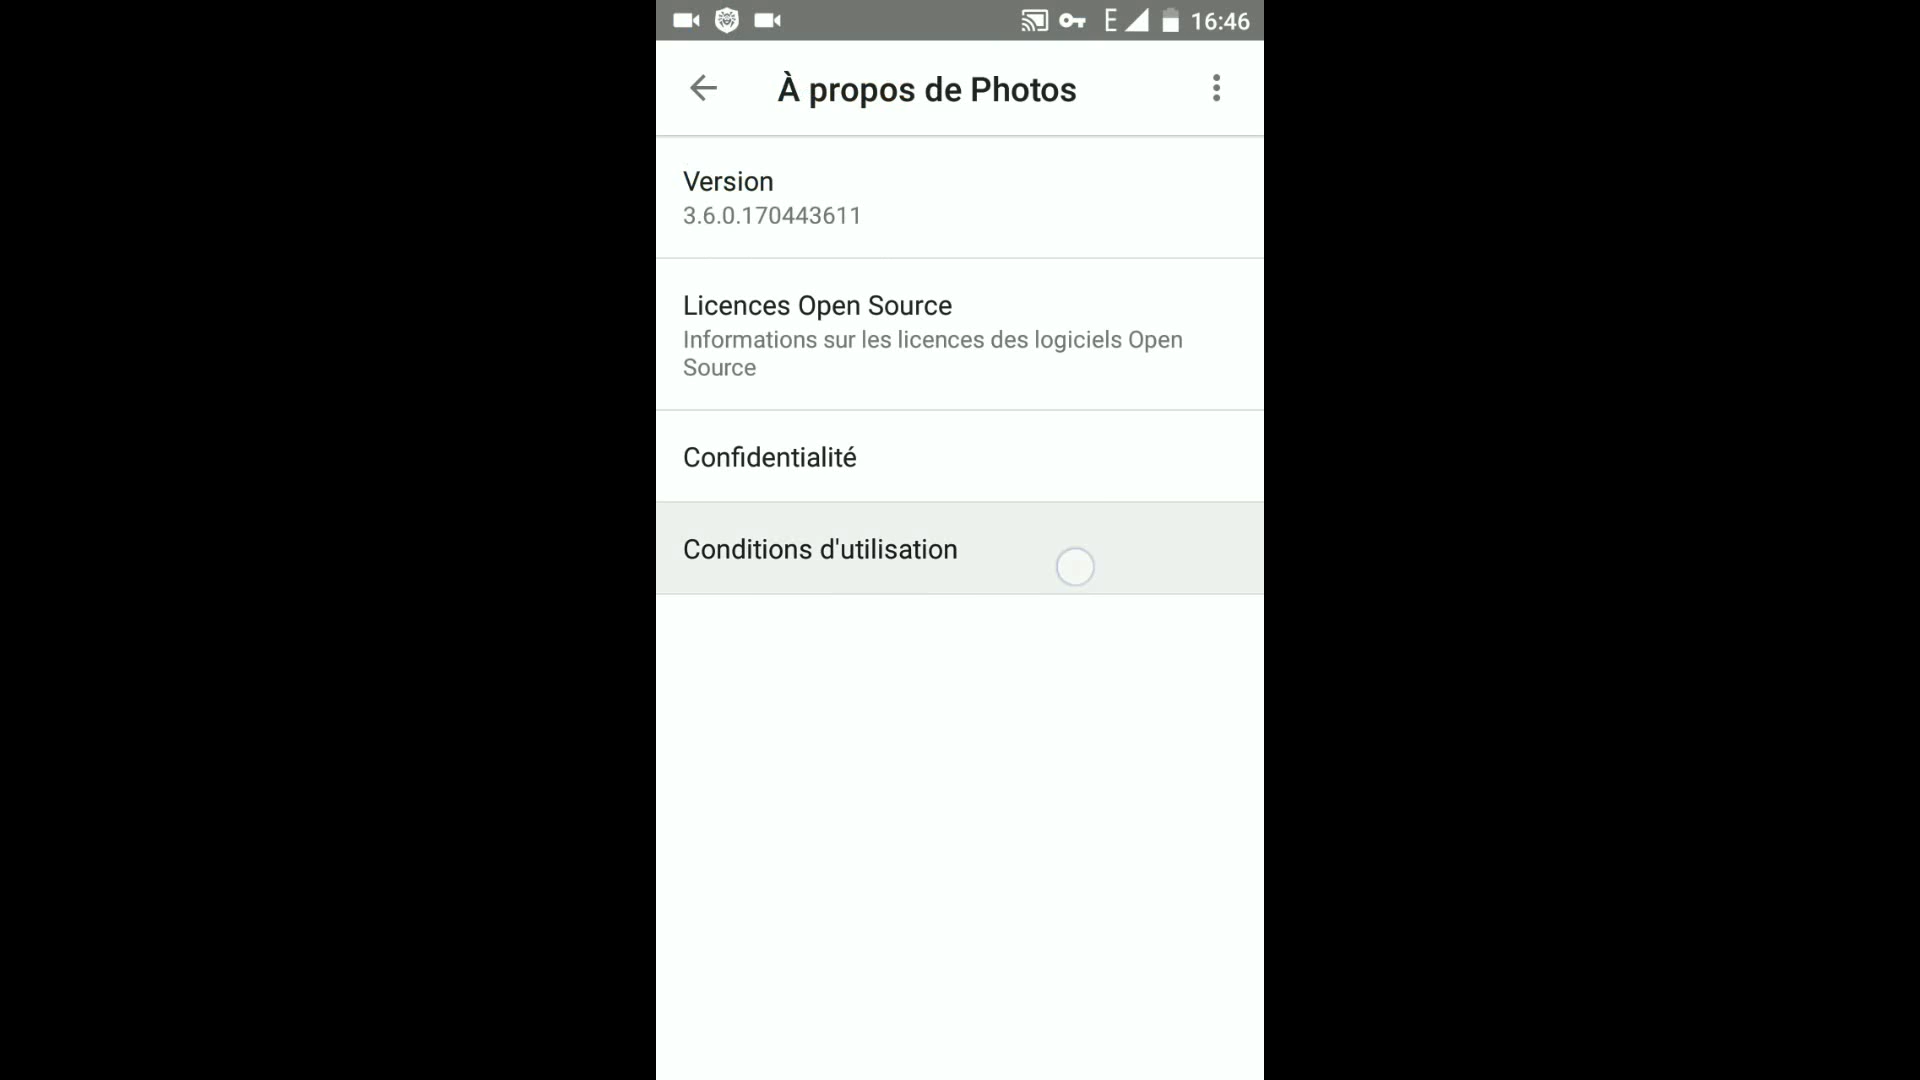 E 16:46
À propos de Photos
Version
3.6.0.170443611
Licences Open Source
Informations sur les licences des logiciels Open
Source
Confidentialité
Conditions d'utilisation